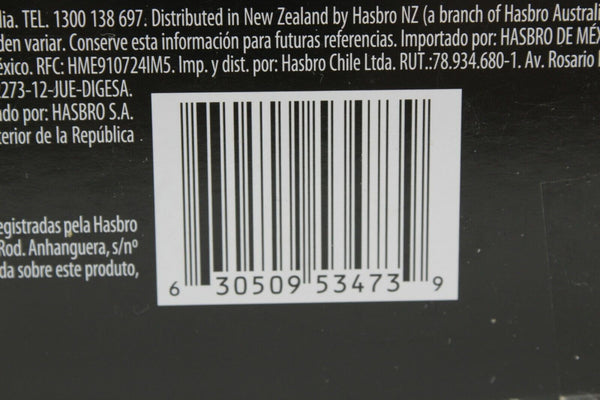 lia. TEL. 1300 138 697. Distributed in New Zealand by Hasbro NZ (a branch of Hasbro Australi
den variar. Conserve esta información para futuras referencias. Importado por: HASBRO DE MÉX
éxico. RFC: HME910724IM5. Imp. y dist. por: Hasbro Chile Ltda. RUT.:78.934.680-1. Av. Rosario
273-12-JUE-DIGESA.
do por: HASBRO S.A.
terior de la República
egistradas pela Hasbro
Rod. Anhanguera, s/nº
da sobre este produto,
6 30509 53473 9